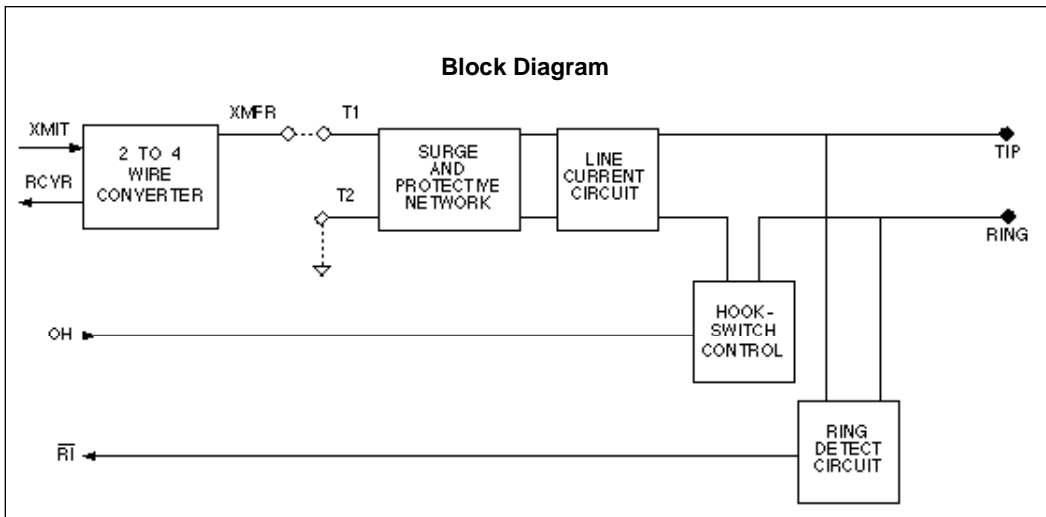 Block Diagram
XMIT
RCVR
2 TO 4
WIRE
CONVERTER
XMFR
T1
T2
SURGE
AND
PROTECTIVE
NETWORK
LINE
CURRENT
CIRCUIT
TIP
RING
OH
HOOK-
SWITCH
CONTROL
RI
RING
DETECT
CIRCUIT